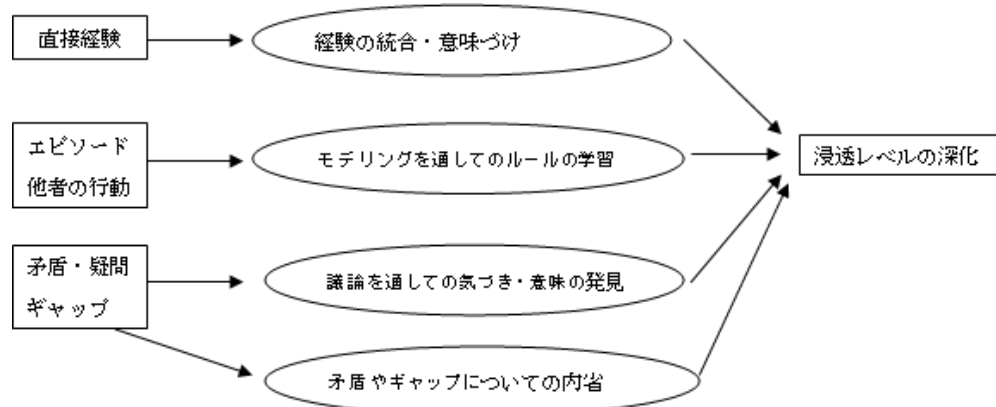 直接経験
経験の統合・意味づけ
エピソード
他者の行動
モデリングを通してのルールの学習
浸透レベルの深化
矛盾・疑問
ギャップ
議論を通しての気づき・意味の発見
矛盾やギャップについての内省